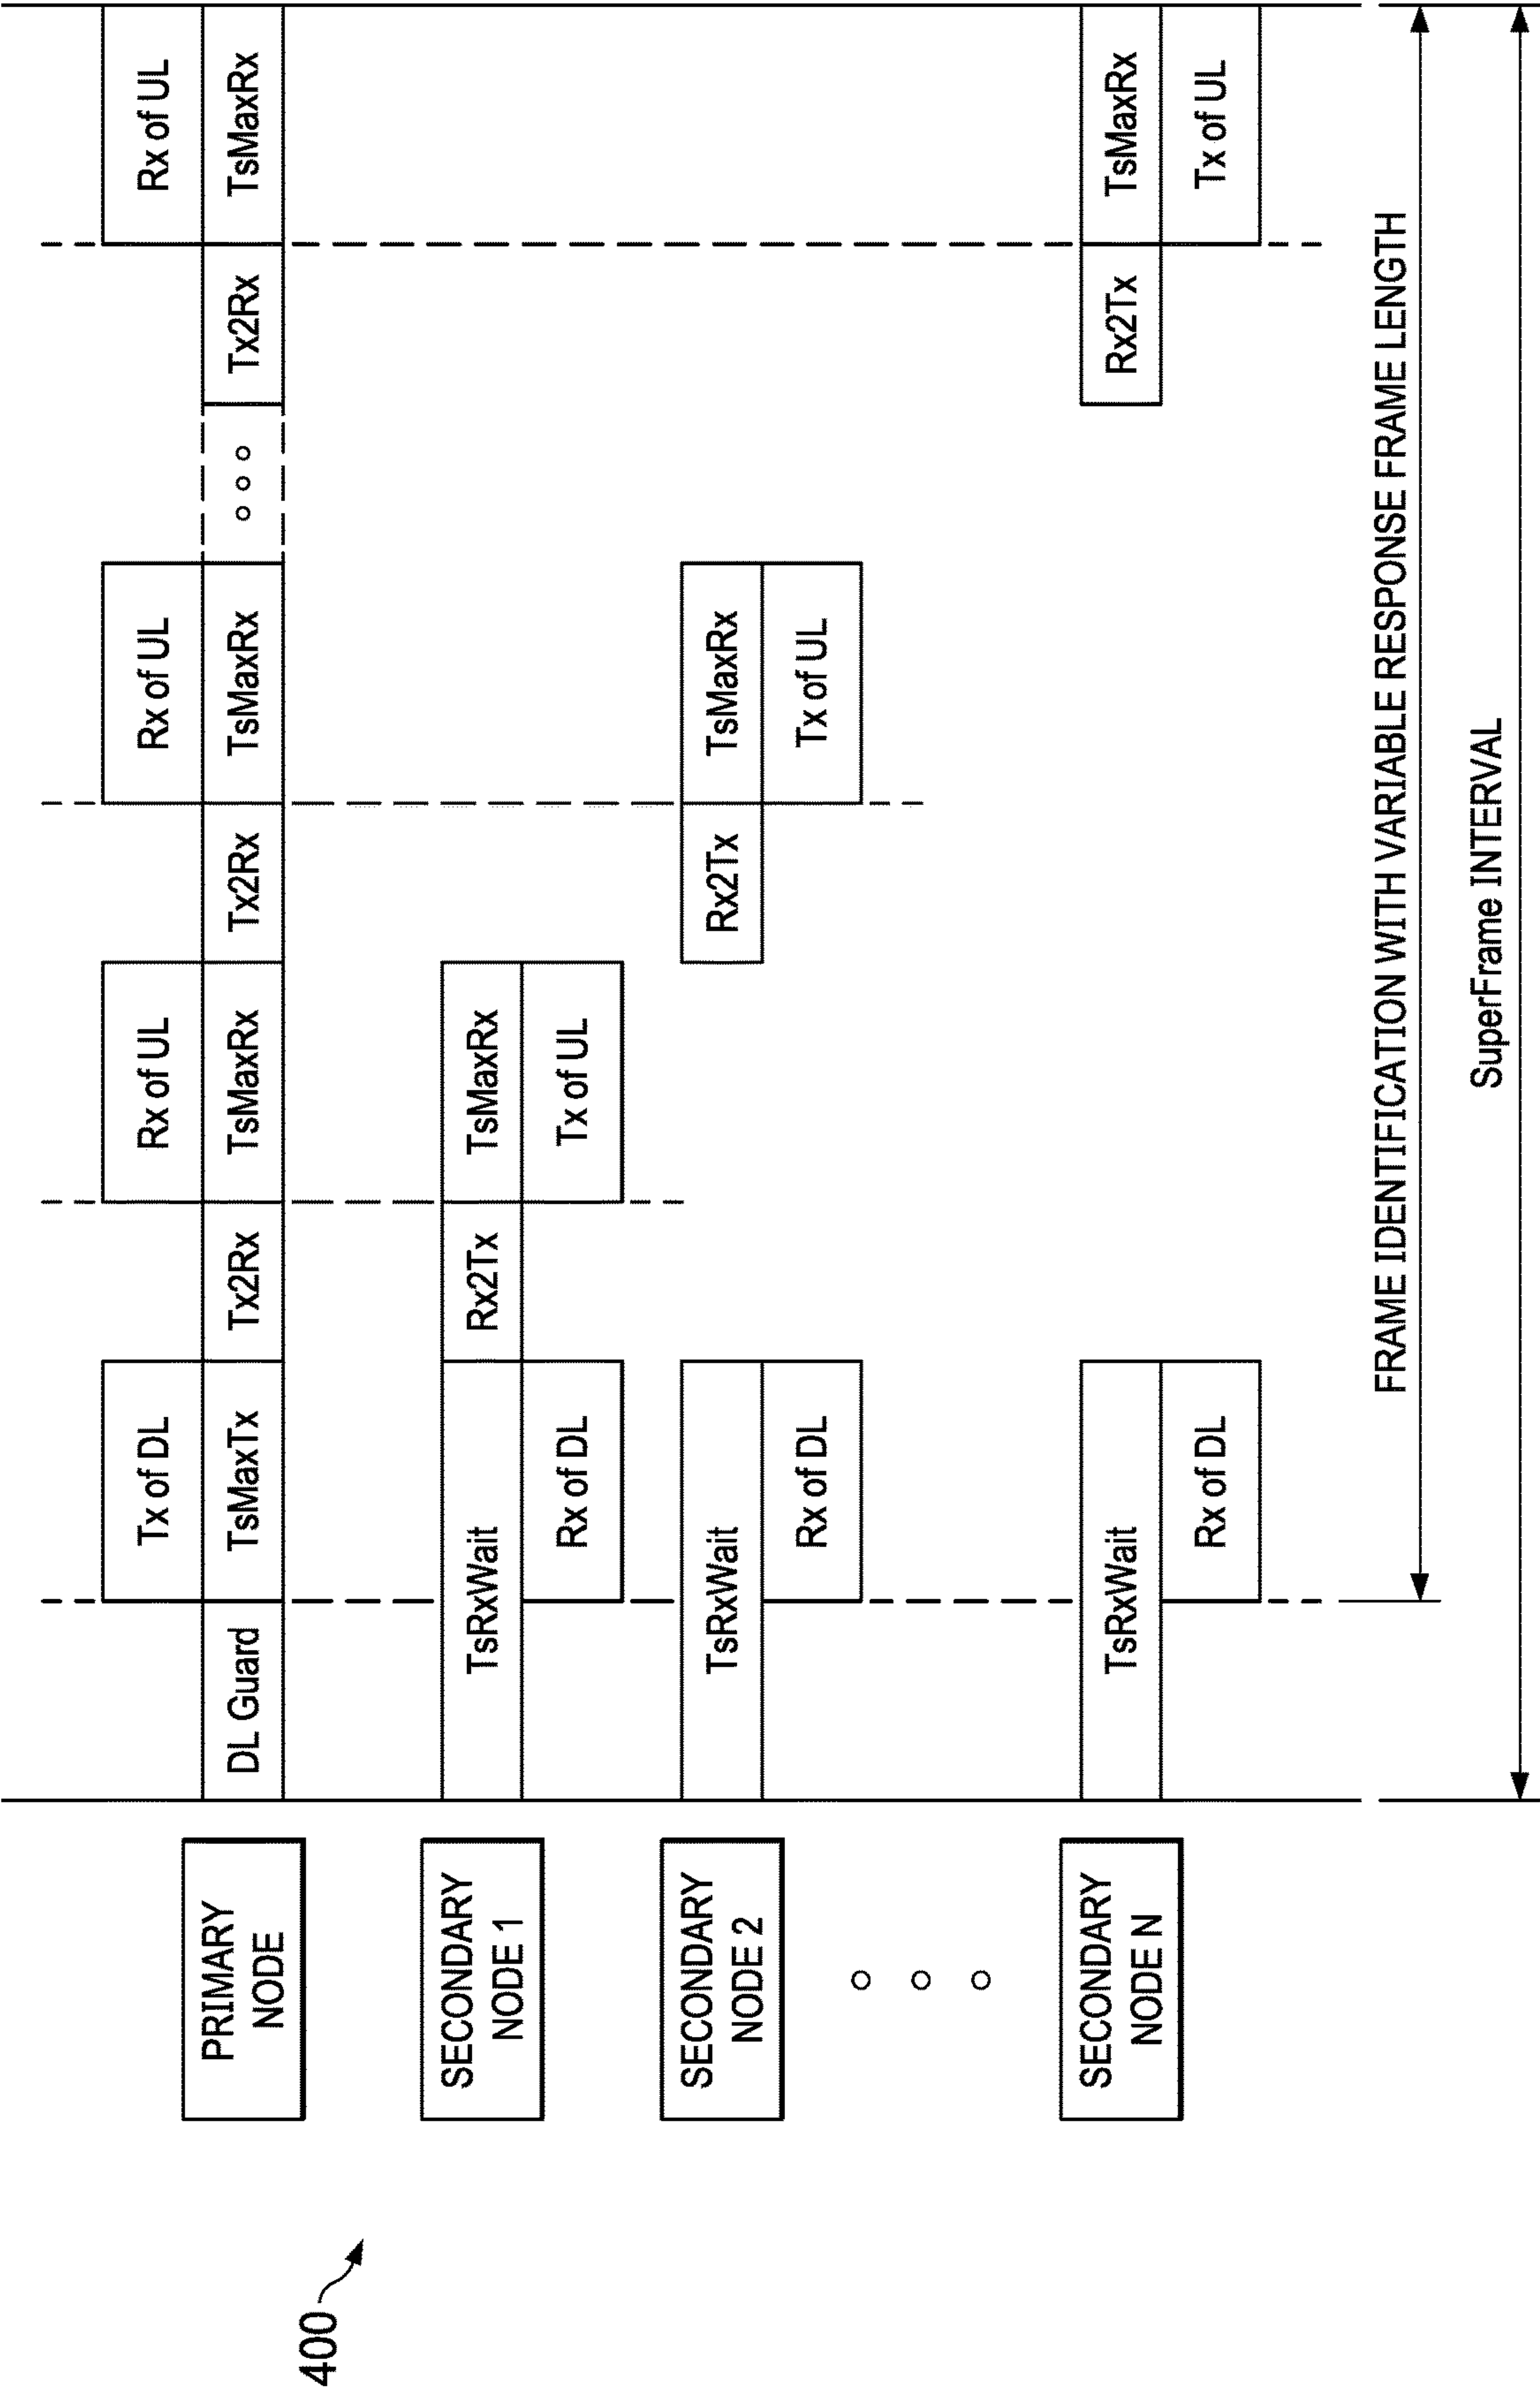 400
PRIMARY
NODE
Tx of DL
Rx of UL
Rx of UL
Rx of UL
DL Guard
TsMaxTx
Tx2Rx
TsMaxRx
Tx2Rx
TsMaxRx
Tx2Rx
TsMaxRx
SECONDARY
NODE 1
TsRxWait
Rx2Tx
TsMaxRx
Rx of DL
Tx of UL
SECONDARY
NODE 2
TsRxWait
Rx2Tx
TsMaxRx
Rx of DL
Tx of UL
SECONDARY
NODE N
TsRxWait
Rx2Tx
TsMaxRx
Rx of DL
Tx of UL
FRAME IDENTIFICATION WITH VARIABLE RESPONSE FRAME LENGTH
SuperFrame INTERVAL